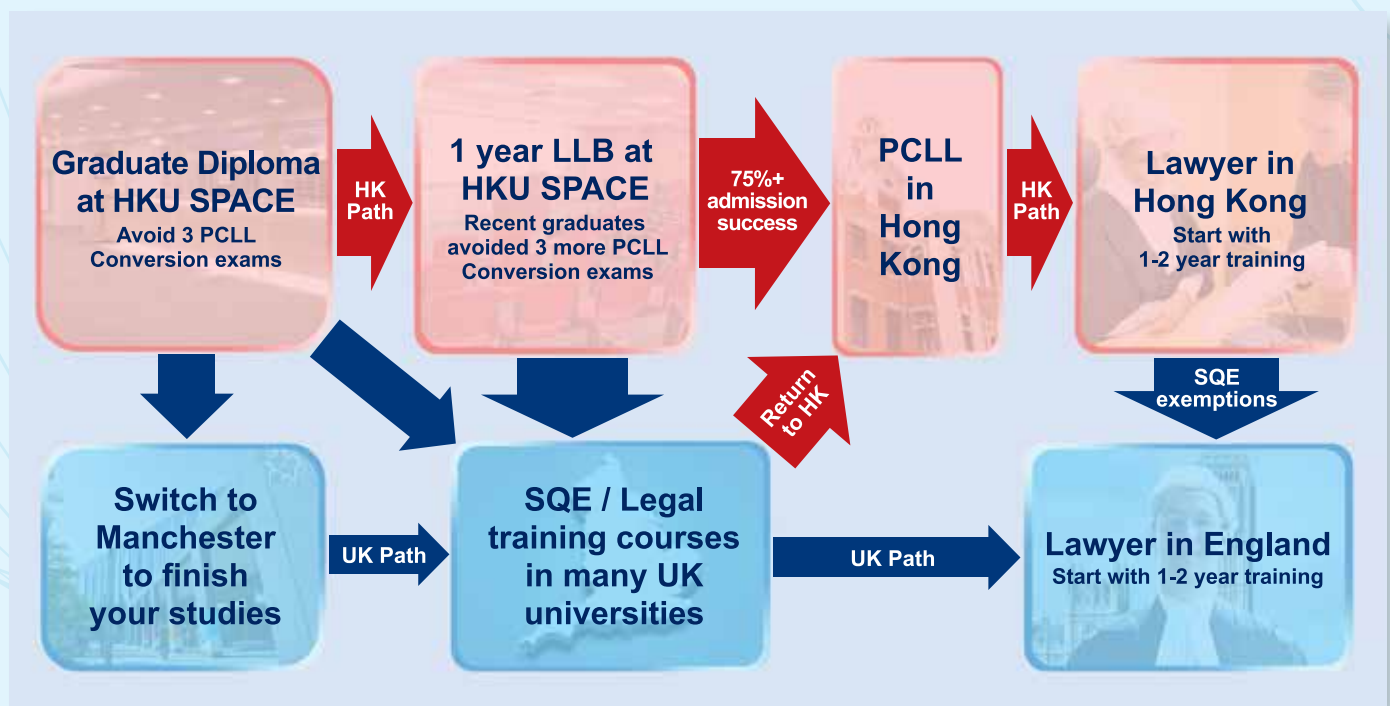 Graduate Diploma
at HKU SPACE
Avoid 3 PCLL
Conversion exams
HK
Path
1 year LLB at
HKU SPACE
Recent graduates
avoided 3 more PCLL
Conversion exams
75%+
admission
success
PCLL
in
Hong
Kong
HK
Path
Lawyer in
Hong Kong
Start with
1-2 year training
Return
to HK
SQE
exemptions
Switch to
Manchester
to finish
your studies
UK Path
SQE / Legal
training courses
in many UK
universities
UK Path
Lawyer in England
Start with 1-2 year training